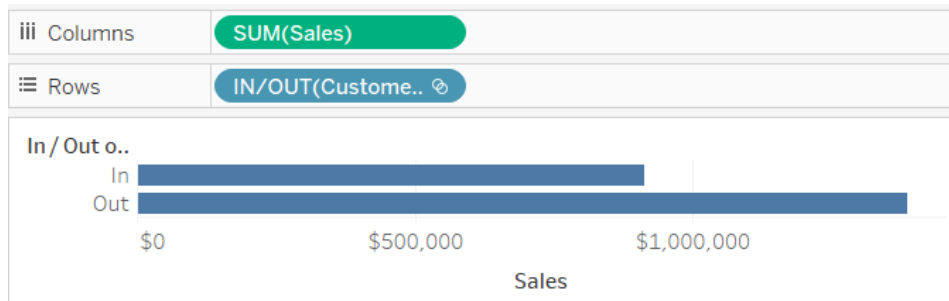 Columns
SUM(Sales)
Rows
IN/OUT(Custome..
In / Out o..
In
Out
$0 $500,000 $1,000,000
Sales